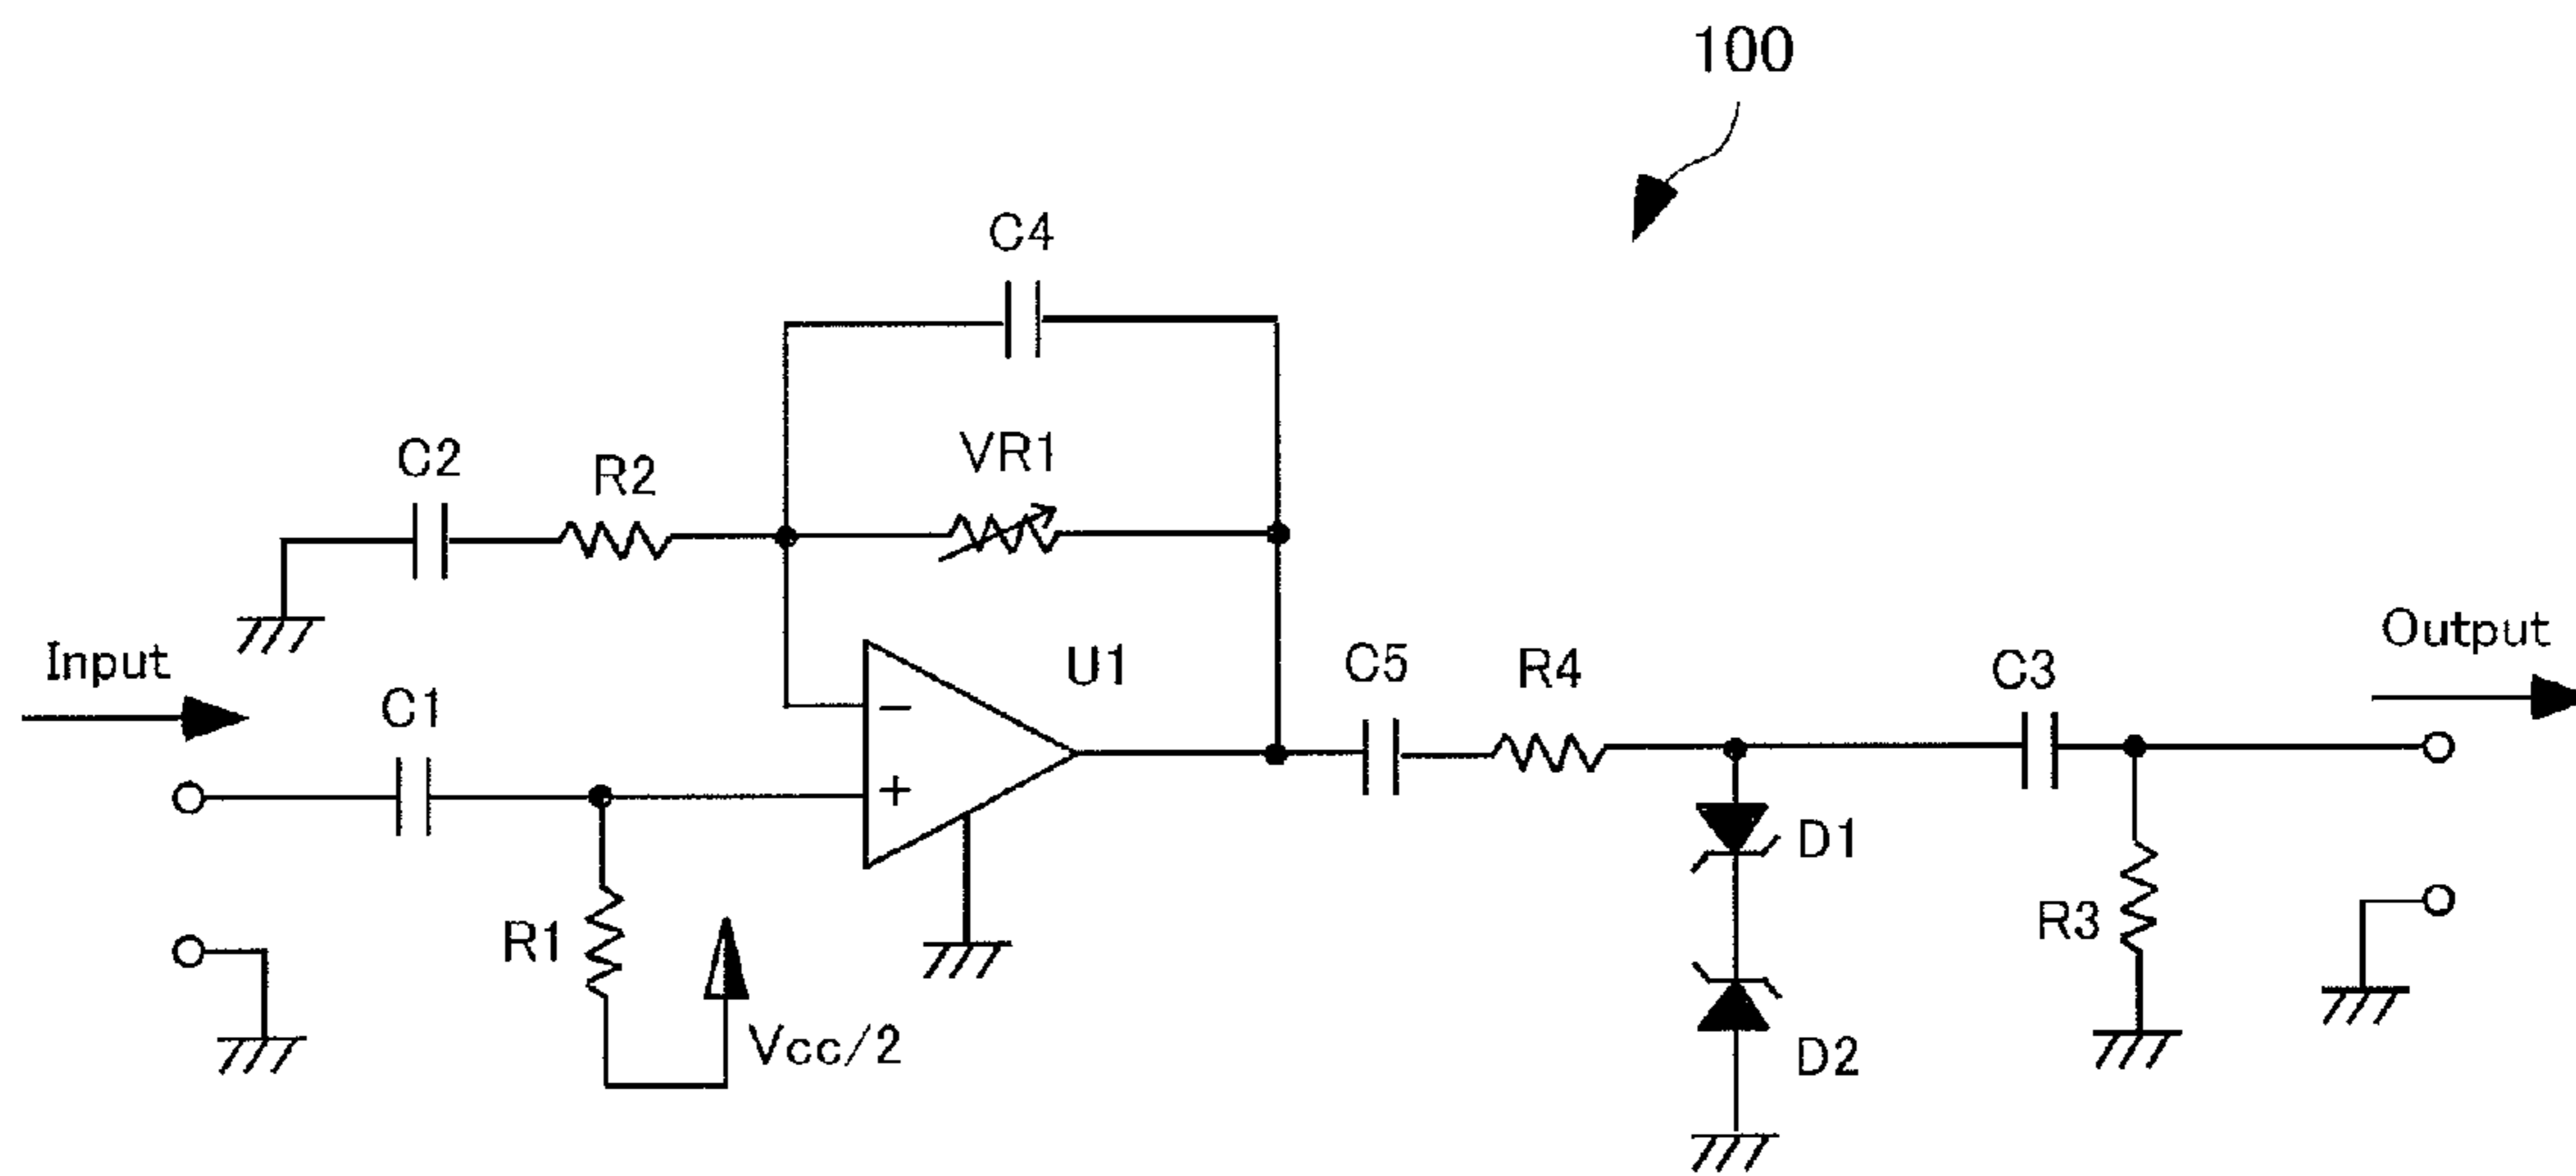 100
C4
C2
R2
VR1
Input
C1
U1
C5
R4
C3
Output
−
+
D1
R1
R3
Vcc/2
D2